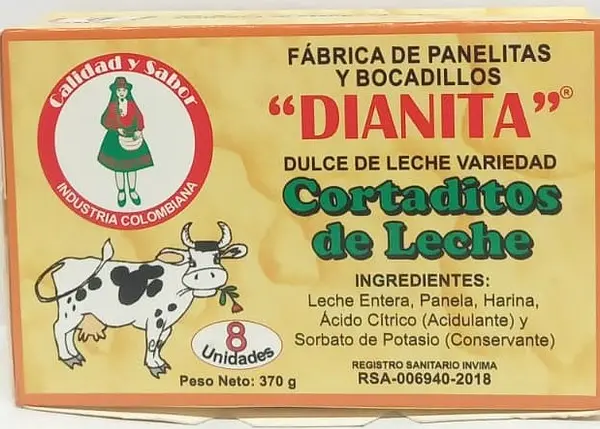 Calidad y Sabor
INDUSTRIA COLOMBIANA
FÁBRICA DE PANELITAS
Y BOCADILLOS
“DIANITA”®
DULCE DE LECHE VARIEDAD
Cortaditos
de Leche
INGREDIENTES:
Leche Entera, Panela, Harina,
Ácido Cítrico (Acidulante) y
Sorbato de Potasio (Conservante)
8
Unidades
Peso Neto: 370 g
REGISTRO SANITARIO INVIMA
RSA-006940-2018